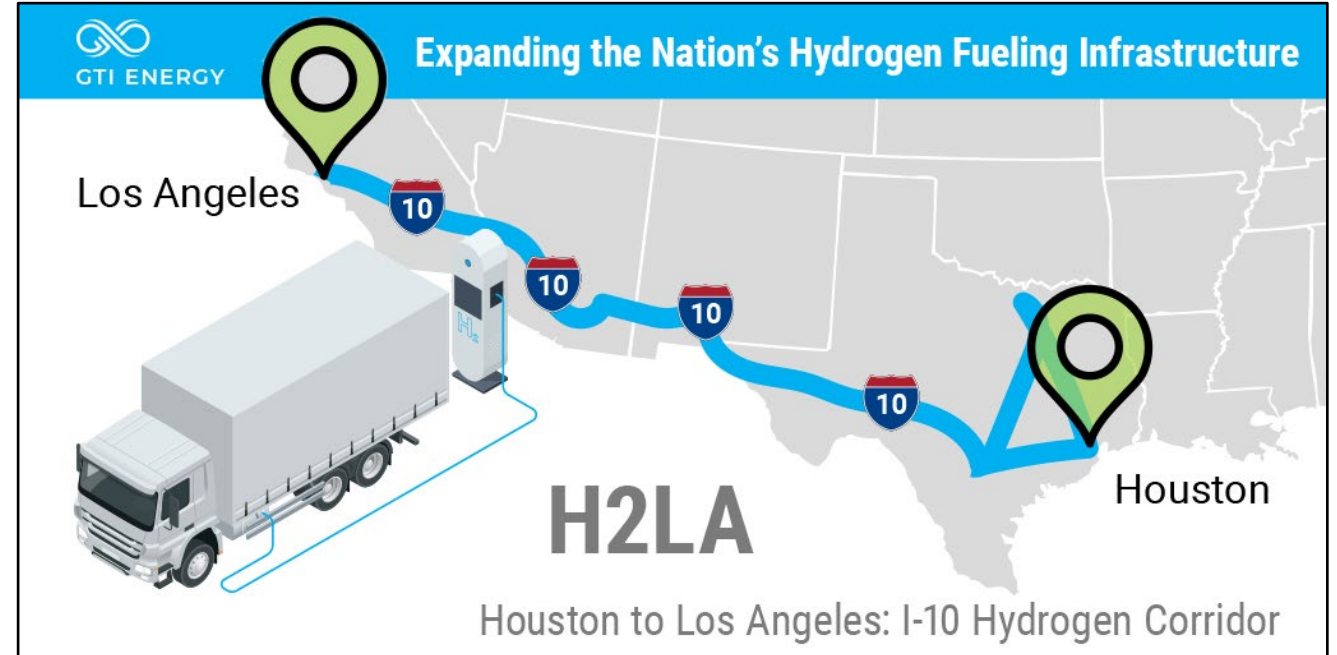 GTI ENERGY
Expanding the Nation's Hydrogen Fueling Infrastructure
Los Angeles
10
10
10
10
H2
Houston
H2LA
Houston to Los Angeles: I-10 Hydrogen Corridor